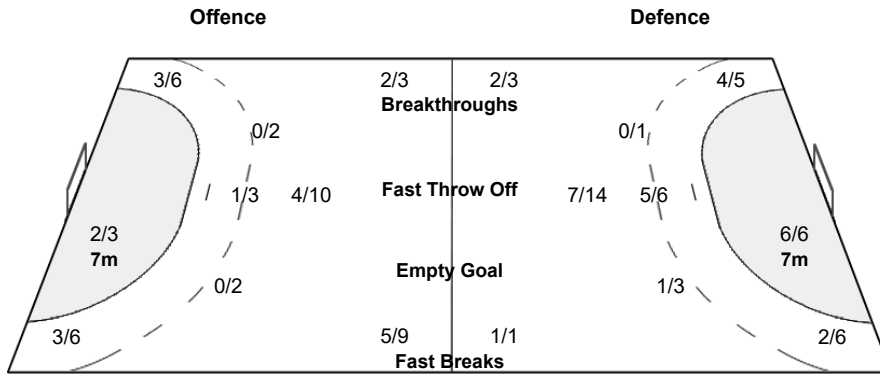 Offence Defence
3/6 2/3 2/3 4/5
Breakthroughs
0/2 0/1
Fast Throw Off
1/3 4/10 7/14 5/6
2/3 6/6
7m 7m
Empty Goal
0/2 1/3
3/6 5/9 1/1 2/6
Fast Breaks